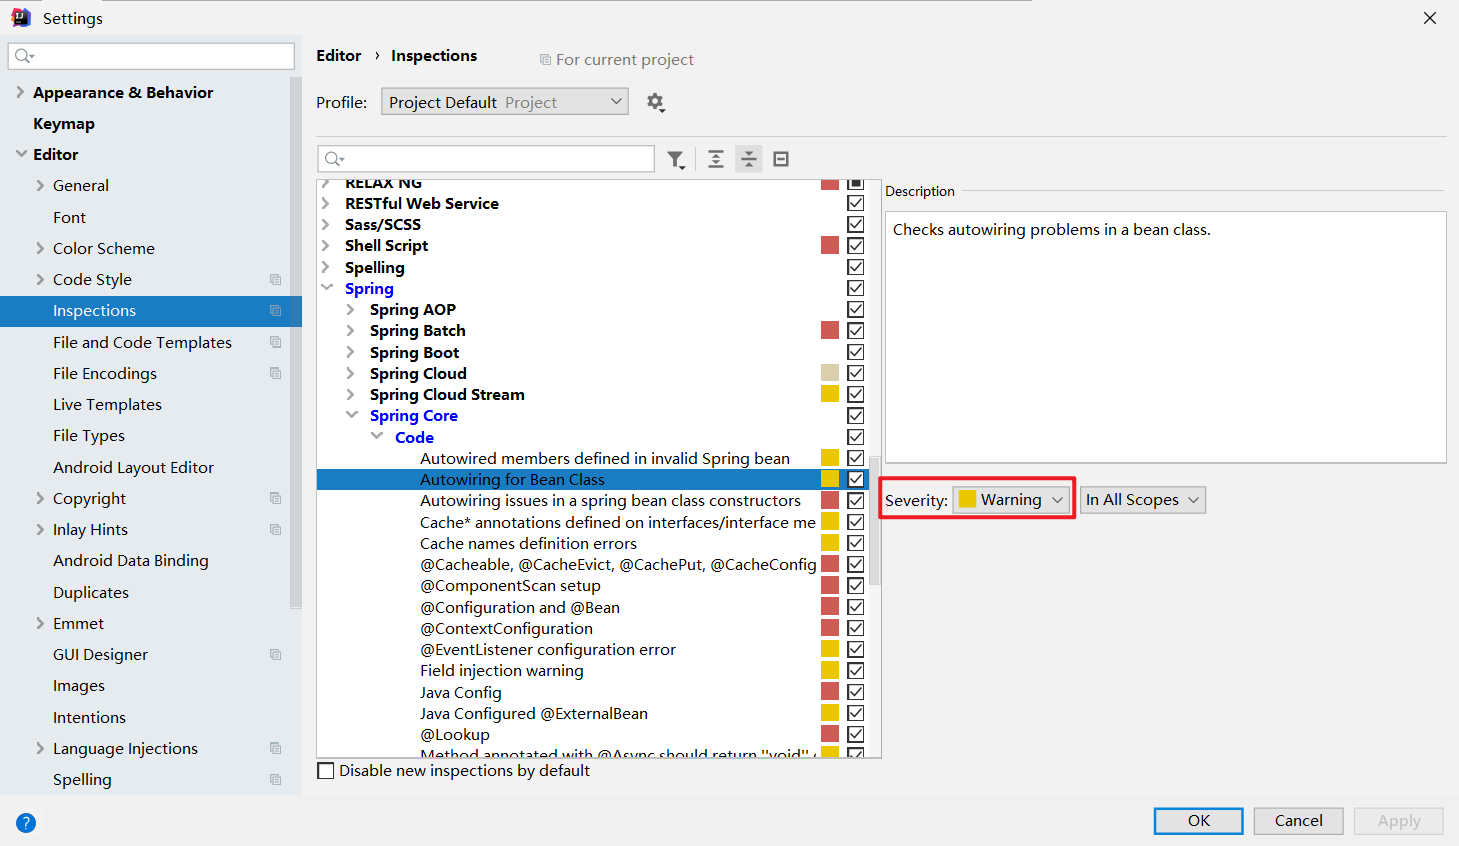 Settings
Editor › Inspections
For current project
Profile: Project Default Project
Appearance & Behavior
Keymap
Editor
General
Font
Color Scheme
Code Style
Inspections
File and Code Templates
File Encodings
Live Templates
File Types
Android Layout Editor
Copyright
Inlay Hints
Android Data Binding
Duplicates
Emmet
GUI Designer
Images
Intentions
Language Injections
Spelling
RELAX NG
RESTful Web Service
Sass/SCSS
Shell Script
Spelling
Spring
Spring AOP
Spring Batch
Spring Boot
Spring Cloud
Spring Cloud Stream
Spring Core
Code
Autowired members defined in invalid Spring bean
Autowiring for Bean Class
Autowiring issues in a spring bean class constructors
Cache* annotations defined on interfaces/interface me
Cache names definition errors
@Cacheable, @CacheEvict, @CachePut, @CacheConfig
@ComponentScan setup
@Configuration and @Bean
@ContextConfiguration
@EventListener configuration error
Field injection warning
Java Config
Java Configured @ExternalBean
@Lookup
Method annotated with @Async should return "void"
Disable new inspections by default
Description
Checks autowiring problems in a bean class.
Severity: Warning
In All Scopes
?
OK
Cancel
Apply